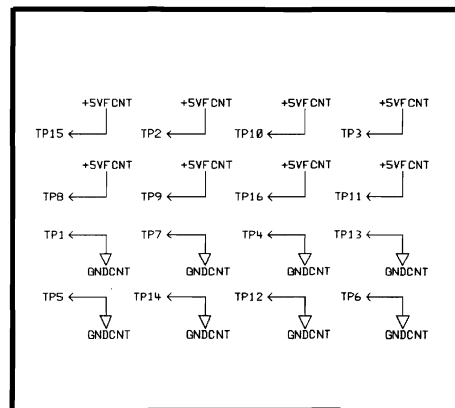 +5VFCNT +5VFCNT +5VFCNT +5VFCNT
TP15 TP2 TP10 TP3
+5VFCNT +5VFCNT +5VFCNT +5VFCNT
TP8 TP9 TP16 TP11
TP1 TP7 TP4 TP13
GNDCNT GNDCNT GNDCNT GNDCNT
TP5 TP14 TP12 TP6
GNDCNT GNDCNT GNDCNT GNDCNT